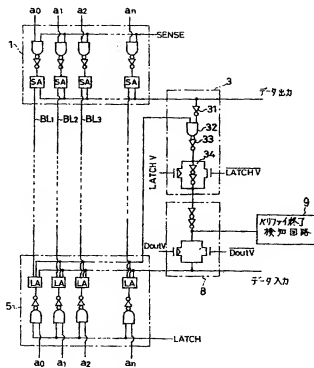 a0 a1 a2 an
1
SENSE
SA SA SA SA
データ出力
3
31
32
33
34
BL1 BL2 BL3
LATCH V
LATCH V
9
ベリファイ終了
検知回路
DoutV
DoutV
8
データ入力
5
LA LA LA LA
LATCH
a0 a1 a2 an